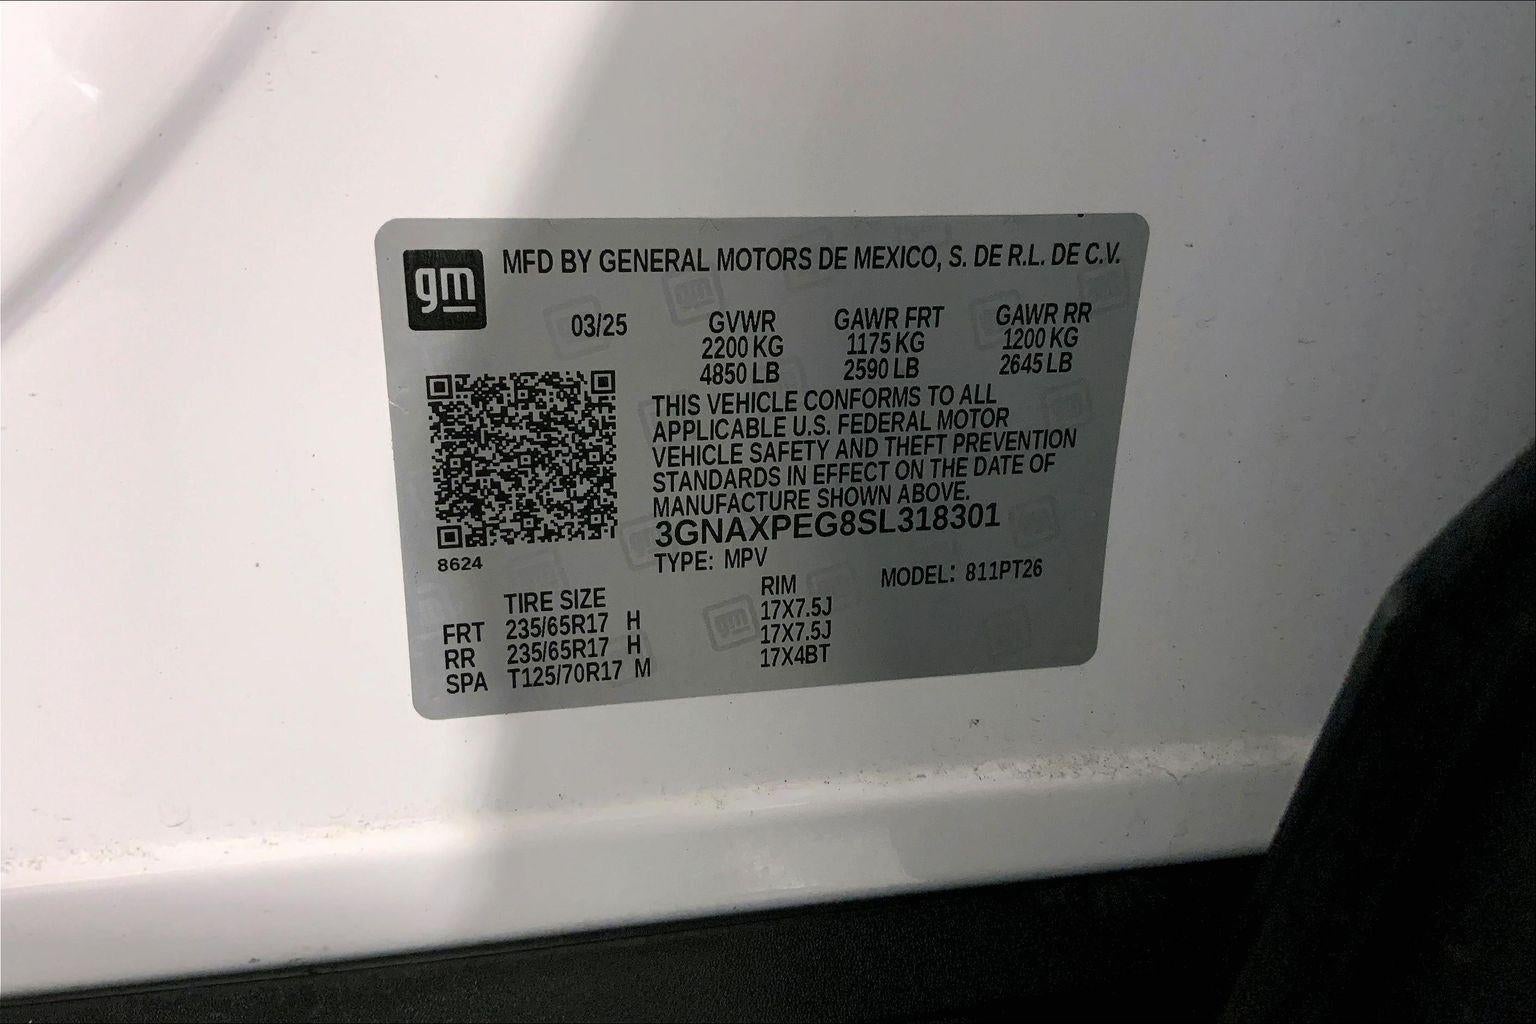 gm MFD BY GENERAL MOTORS DE MEXICO, S. DE R.L. DE C.V.
03/25 GVWR GAWR FRT GAWR RR
2200 KG 1175 KG 1200 KG
4850 LB 2590 LB 2645 LB
THIS VEHICLE CONFORMS TO ALL
APPLICABLE U.S. FEDERAL MOTOR
VEHICLE SAFETY AND THEFT PREVENTION
STANDARDS IN EFFECT ON THE DATE OF
MANUFACTURE SHOWN ABOVE.
3GNAXPEG8SL318301
8624
TYPE: MPV MODEL: 811PT26
TIRE SIZE RIM
FRT 235/65R17 H 17X7.5J
RR 235/65R17 H 17X7.5J
SPA T125/70R17 M 17X4BT